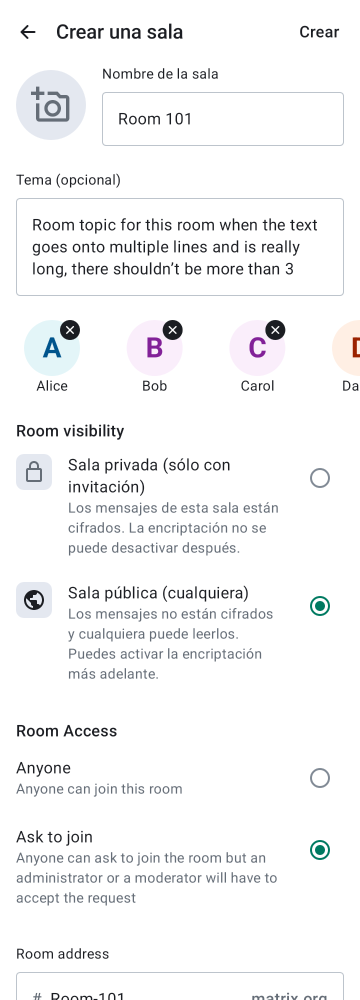 Crear una sala
Crear
Nombre de la sala
Room 101
Tema (opcional)
Room topic for this room when the text
goes onto multiple lines and is really
long, there shouldn't be more than 3
A
B
C
Alice
Bob
Carol
Da
Room visibility
Sala privada (sólo con
invitación)
Los mensajes de esta sala están
cifrados. La encriptación no se
puede desactivar después.
Sala pública (cualquiera)
Los mensajes no están cifrados
y cualquiera puede leerlos.
Puedes activar la encriptación
más adelante.
Room Access
Anyone
Anyone can join this room
Ask to join
Anyone can ask to join the room but an
administrator or a moderator will have to
accept the request
Room address
# Room-101
matrix.org